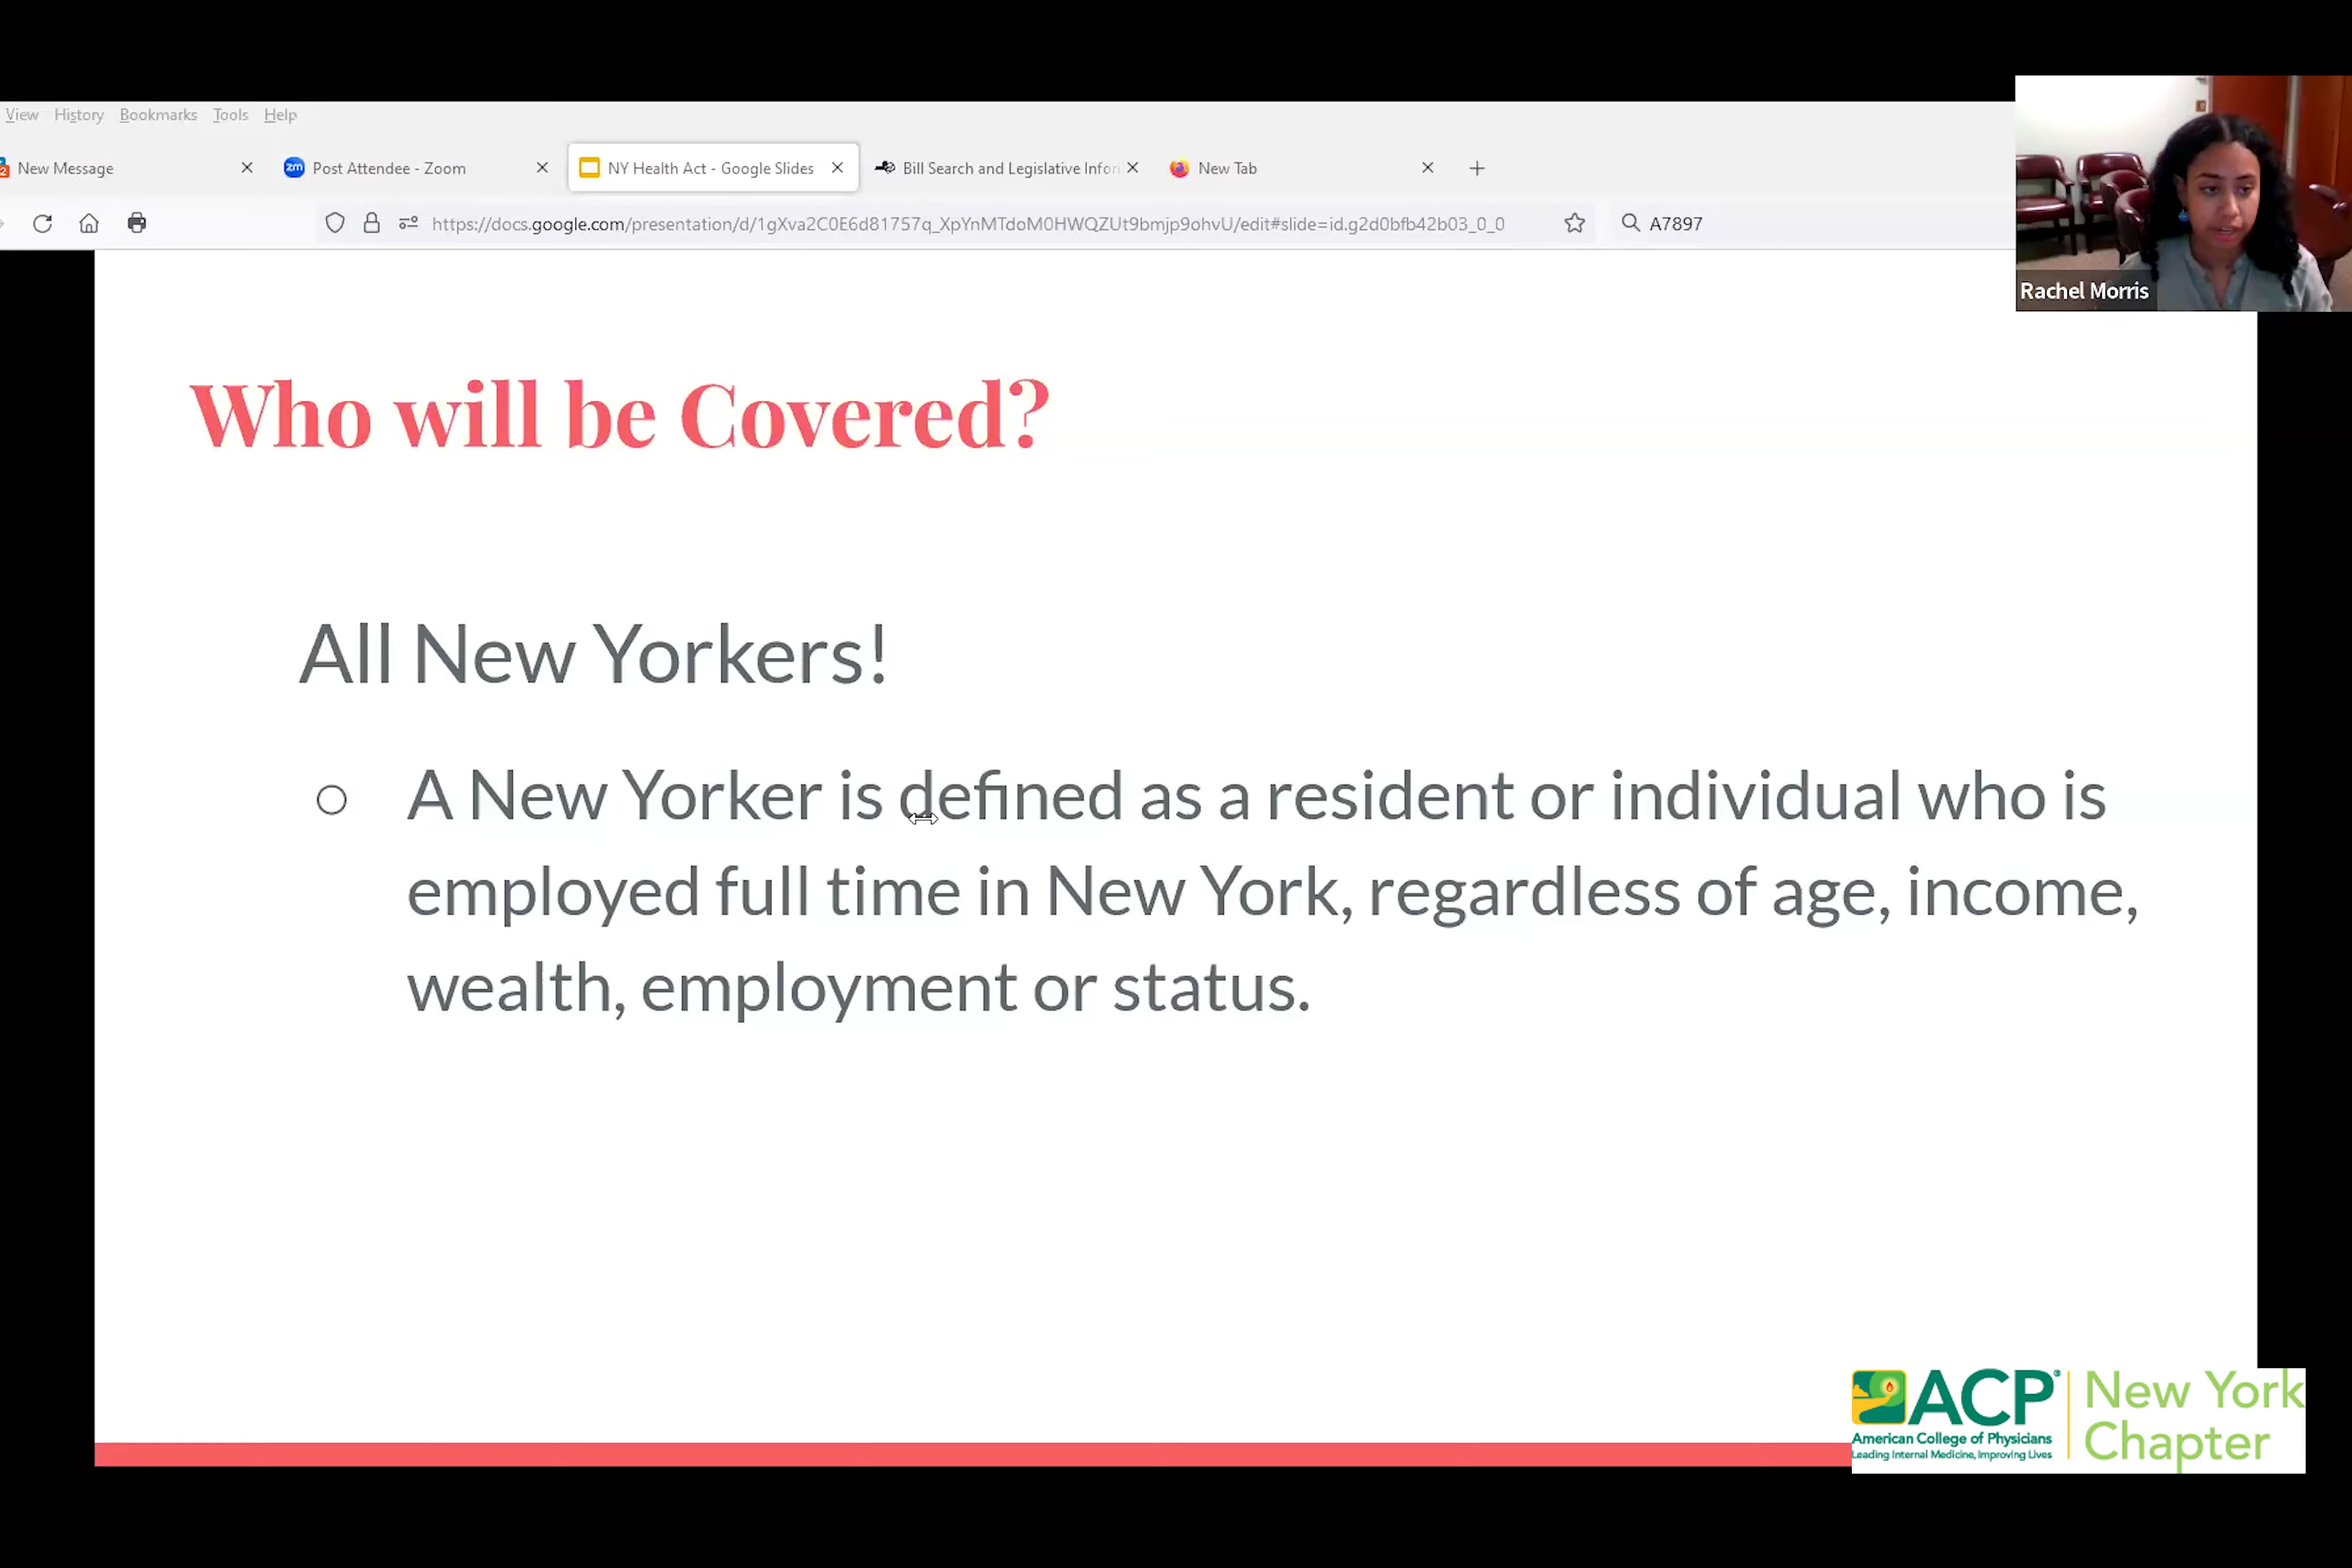 View History Bookmarks Tools Help
New Message
Post Attendee - Zoom
NY Health Act - Google Slides
Bill Search and Legislative Infor
New Tab
https://docs.google.com/presentation/d/1gXva2C0E6d81757q_XpYnMTdoM0HWQZUt9bmjp9ohvU/edit#slide=id.g2d0bfb42b03_0_0
A7897
Rachel Morris
Who will be Covered?
All New Yorkers!
A New Yorker is defined as a resident or individual who is
employed full time in New York, regardless of age, income,
wealth, employment or status.
ACP®
American College of Physicians
Leading Internal Medicine, Improving Lives
New York
Chapter